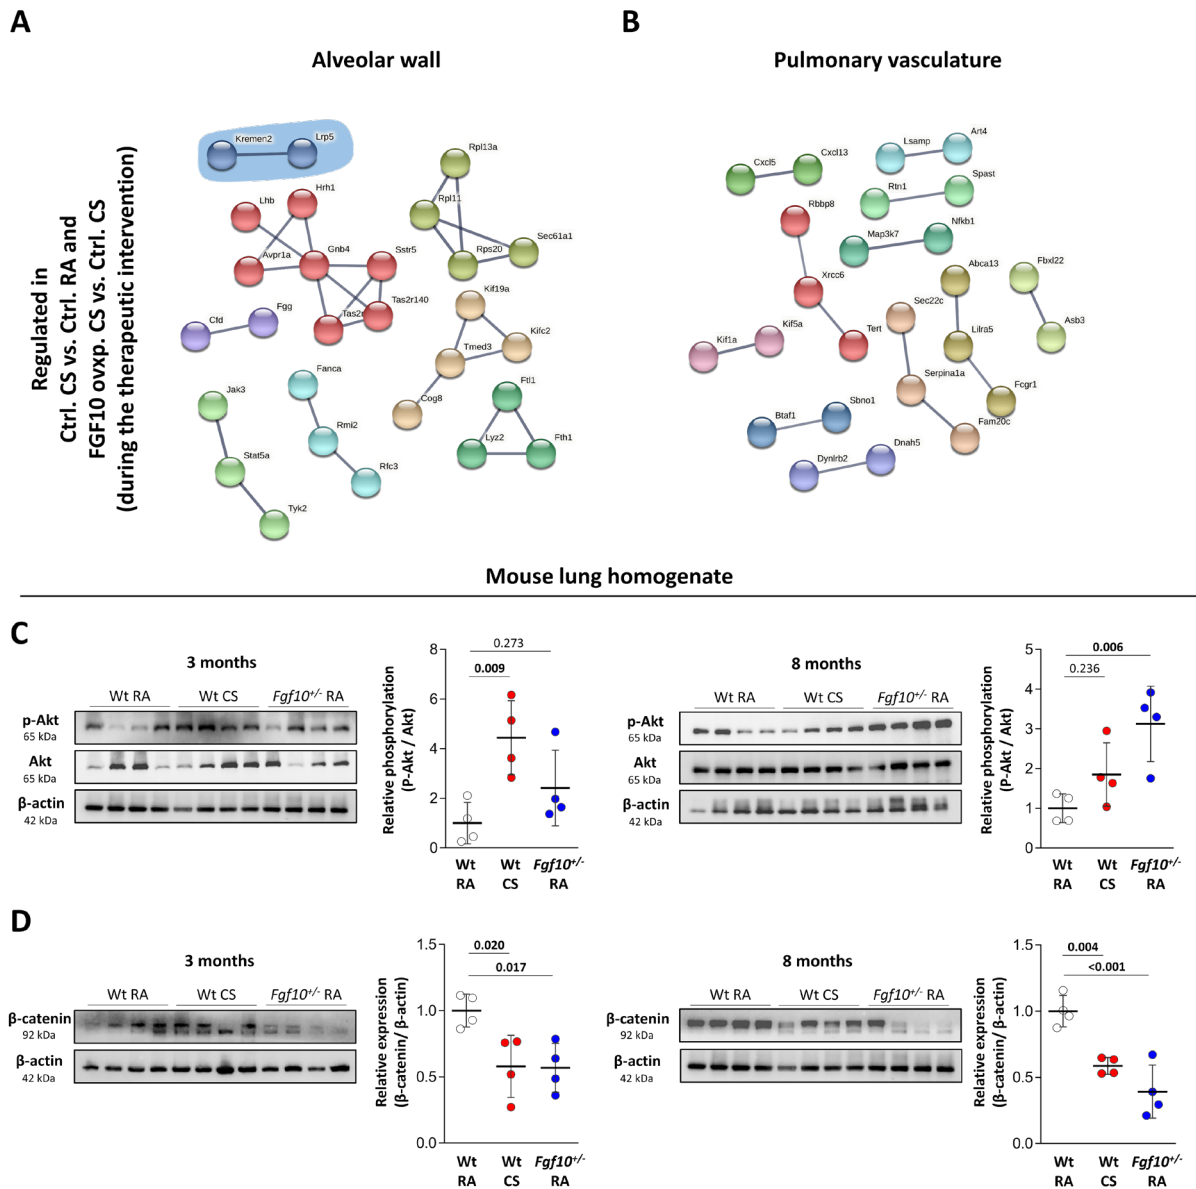 A
B
Alveolar wall
Pulmonary vasculature
Regulated in
Ctrl. CS vs. Ctrl. RA and
FGF10 ovxp. CS vs. Ctrl. CS
(during the therapeutic intervention)
Kremen2
Lrp5
Lhb
Hrh1
Avpr1a
Gnb4
Sstr5
Tas2r140
Rpl13a
Rpl11
Rps20
Sec61a1
Cfd
Fgg
Kif19a
Kifc2
Tmed3
Cog8
Jak3
Stat5a
Tyk2
Fanca
Rmi2
Rfc3
Ftl1
Lyz2
Fth1
Cxcl5
Cxcl13
Lsamp
Art4
Rtn1
Spast
Rbbp8
Xrcc6
Tert
Map3k7
Nfkb1
Abca13
Lilra5
Fcgr1
Fbxl22
Asb3
Sec22c
Serpina1a
Fam20c
Kif1a
Kif5a
Btaf1
Sbno1
Dynlrb2
Dnah5
Mouse lung homogenate
C
3 months
Wt RA
Wt CS
Fgf10+/- RA
p-Akt
65 kDa
Akt
65 kDa
β-actin
42 kDa
Relative phosphorylation
(P-Akt / Akt)
8
6
4
2
0
0.273
0.009
Wt
RA
Wt
CS
Fgf10+/-
RA
8 months
Wt RA
Wt CS
Fgf10+/- RA
p-Akt
65 kDa
Akt
65 kDa
β-actin
42 kDa
Relative phosphorylation
(P-Akt / Akt)
5
4
3
2
1
0
0.006
0.236
Wt
RA
Wt
CS
Fgf10+/-
RA
D
3 months
Wt RA
Wt CS
Fgf10+/- RA
β-catenin
92 kDa
β-actin
42 kDa
Relative expression
(β-catenin/ β-actin)
1.5
1.0
0.5
0.0
0.020
0.017
Wt
RA
Wt
CS
Fgf10+/-
RA
8 months
Wt RA
Wt CS
Fgf10+/- RA
β-catenin
92 kDa
β-actin
42 kDa
Relative expression
(β-catenin/ β-actin)
1.5
1.0
0.5
0.0
0.004
<0.001
Wt
RA
Wt
CS
Fgf10+/-
RA